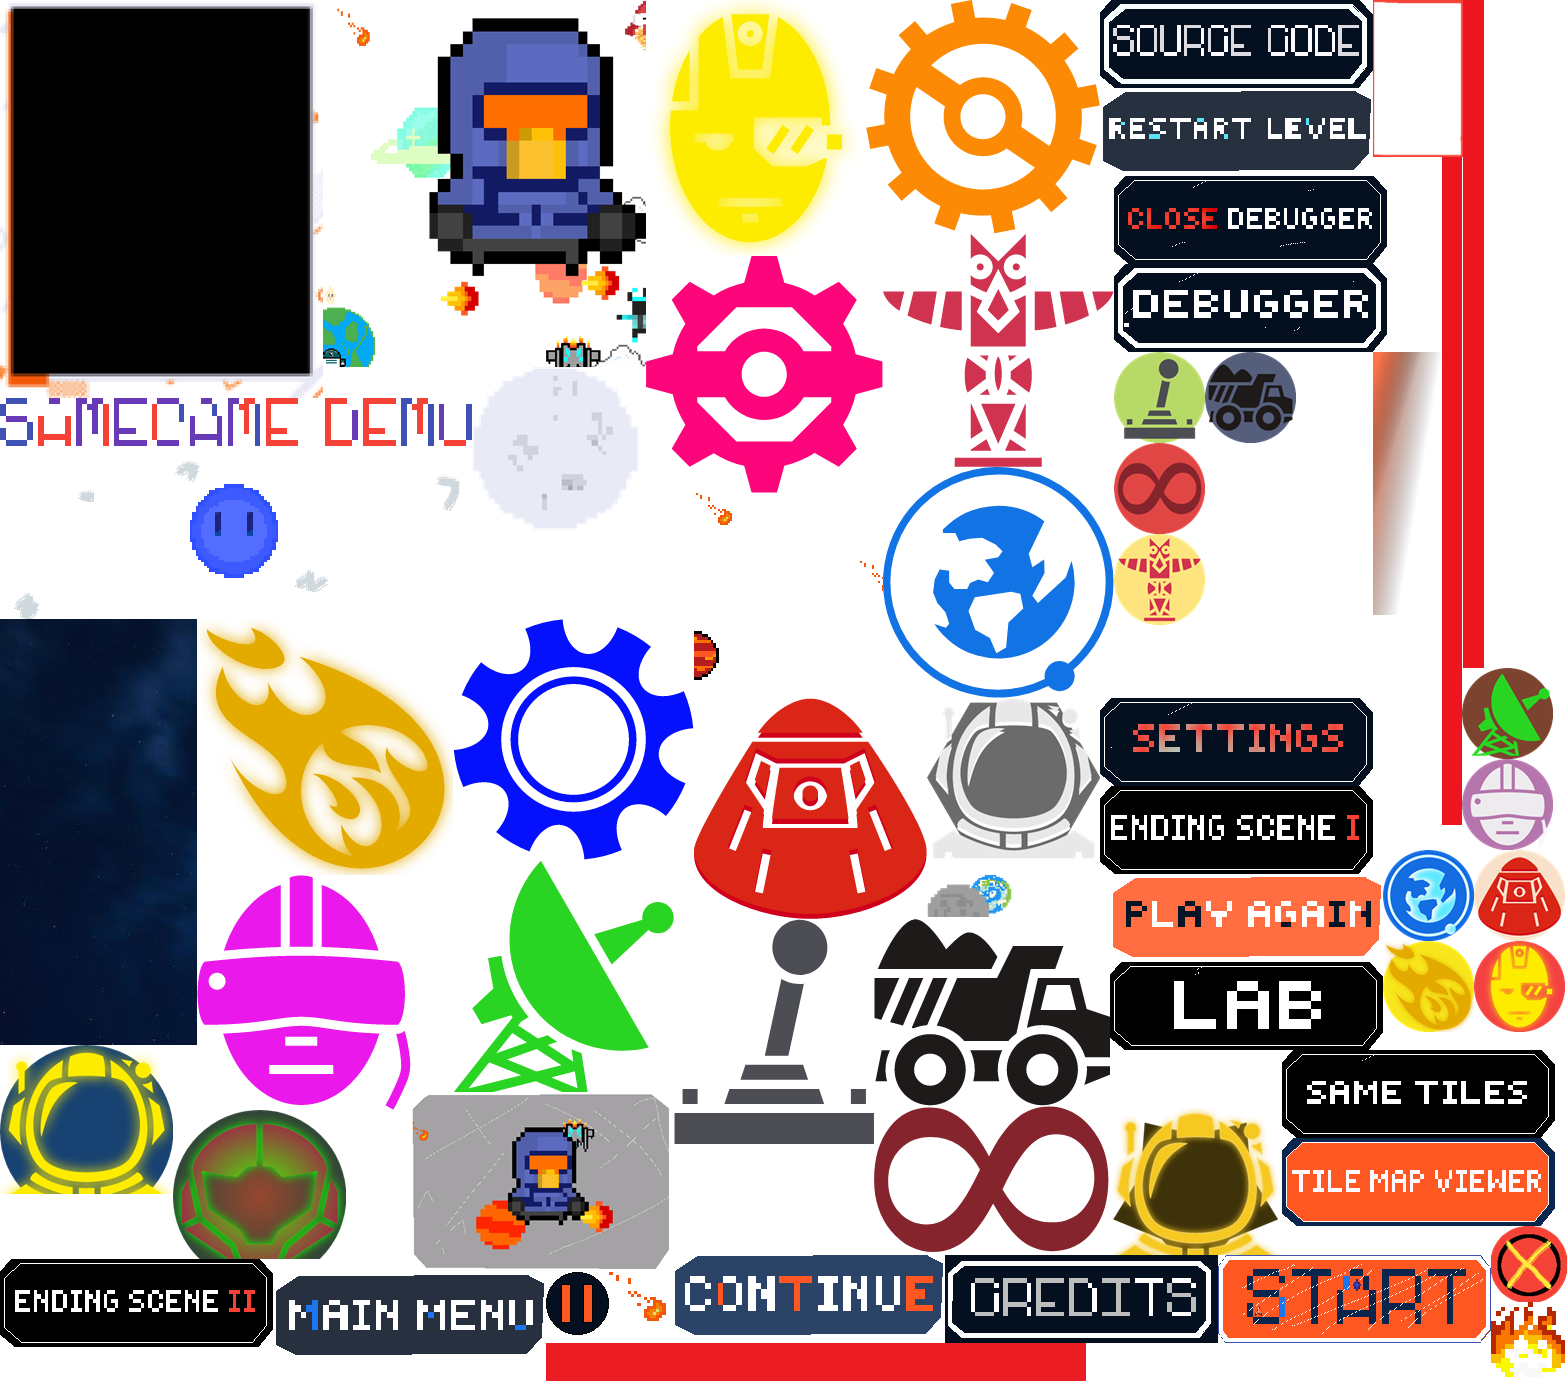 SOURCE CODE
RESTART LEVEL
CLOSE DEBUGGER
DEBUGGER
SAMECAME DEMO
SETTINGS
ENDING SCENE I
PLAY AGAIN
LAB
SAME TILES
TILE MAP VIEWER
ENDING SCENE II
MAIN MENU
CONTINUE
CREDITS
START